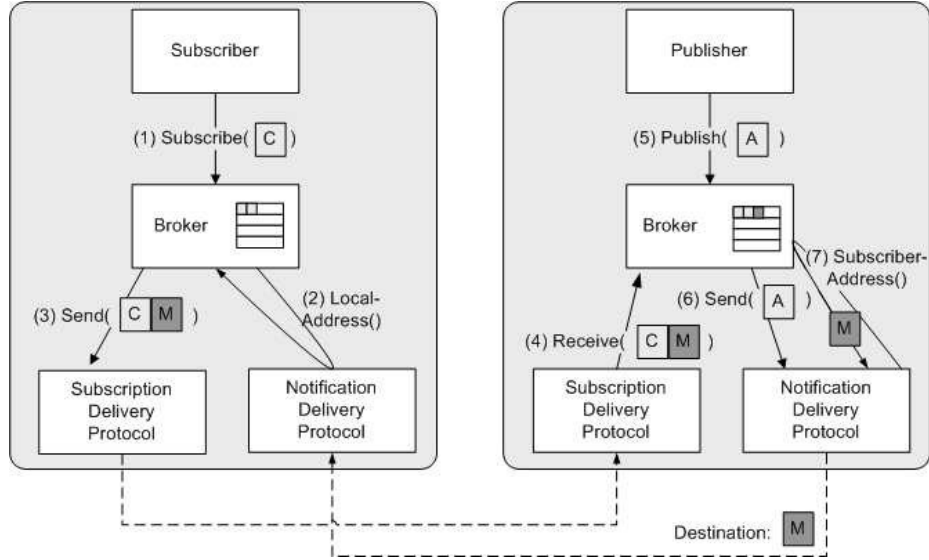 Subscriber
(1) Subscribe( C )
Broker
(2) Local-
Address()
(3) Send( C M )
Subscription
Delivery
Protocol
Notification
Delivery
Protocol
Publisher
(5) Publish( A )
Broker
(7) Subscriber-
Address()
(6) Send( A )
M
(4) Receive( C M )
Subscription
Delivery
Protocol
Notification
Delivery
Protocol
Destination: M